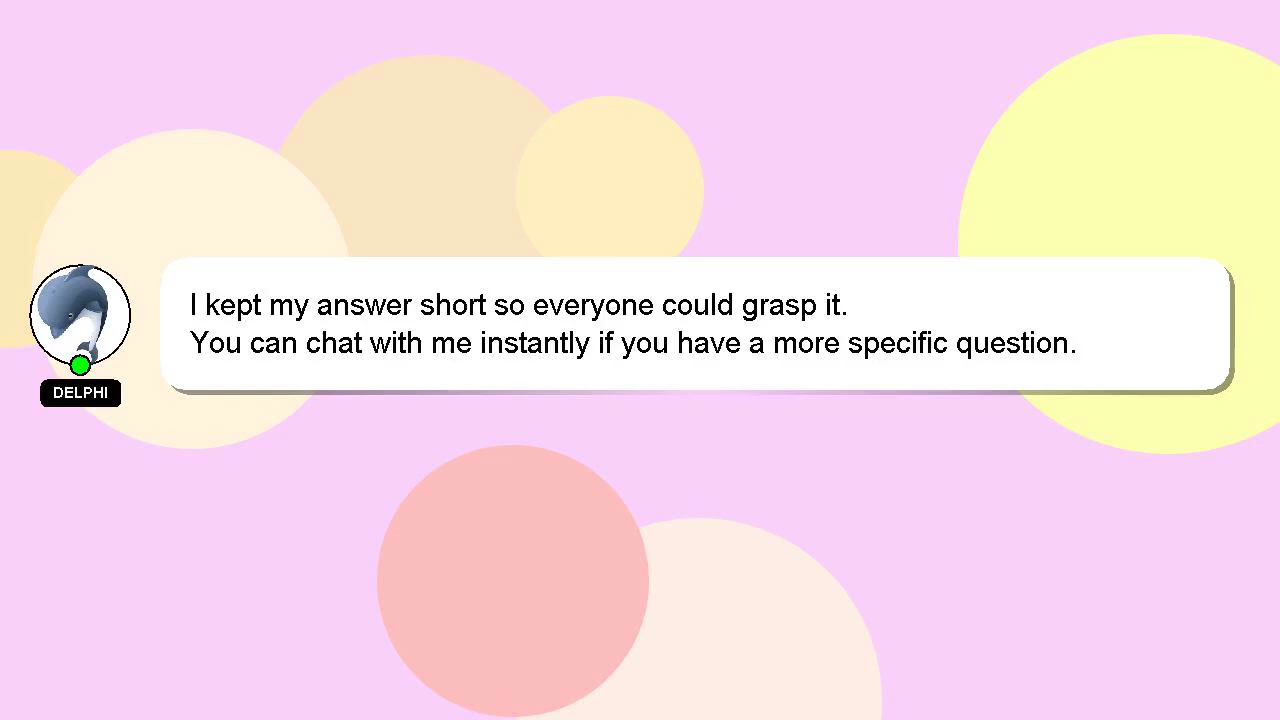 I kept my answer short so everyone could grasp it.
You can chat with me instantly if you have a more specific question.
DELPHI